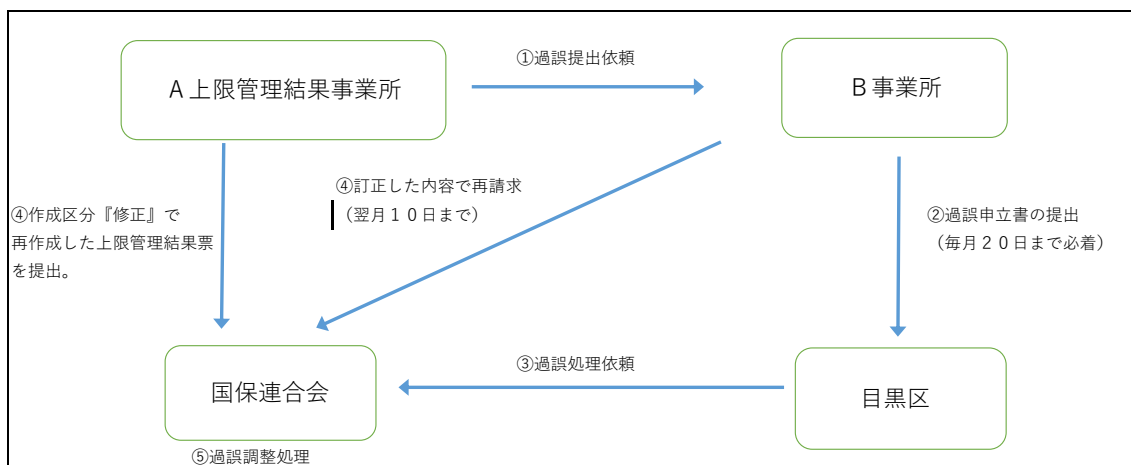 ①過誤提出依頼
A上限管理結果事業所
B事業所
④訂正した内容で再請求
（翌月１０日まで）
④作成区分『修正』で
再作成した上限管理結果票
を提出。
②過誤申立書の提出
（毎月２０日まで必着）
③過誤処理依頼
国保連合会
目黒区
⑤過誤調整処理